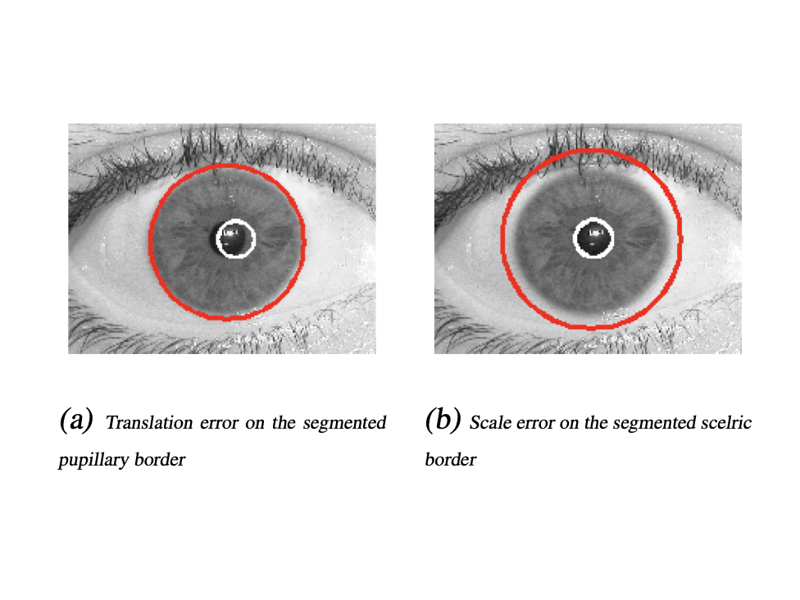 (a) Translation error on the segmented
pupillary border
(b) Scale error on the segmented scelric
border